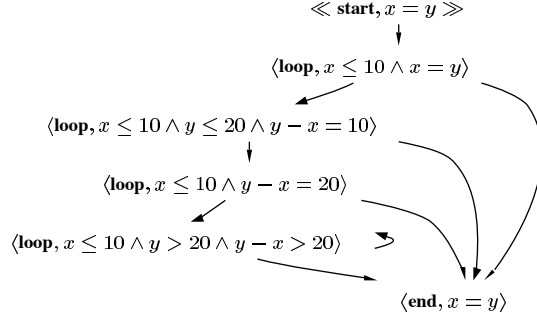 ≪ start, x = y ≫
⟨loop, x ≤ 10 ∧ x = y⟩
⟨loop, x ≤ 10 ∧ y ≤ 20 ∧ y − x = 10⟩
⟨loop, x ≤ 10 ∧ y − x = 20⟩
⟨loop, x ≤ 10 ∧ y > 20 ∧ y − x > 20⟩
⟨end, x = y⟩